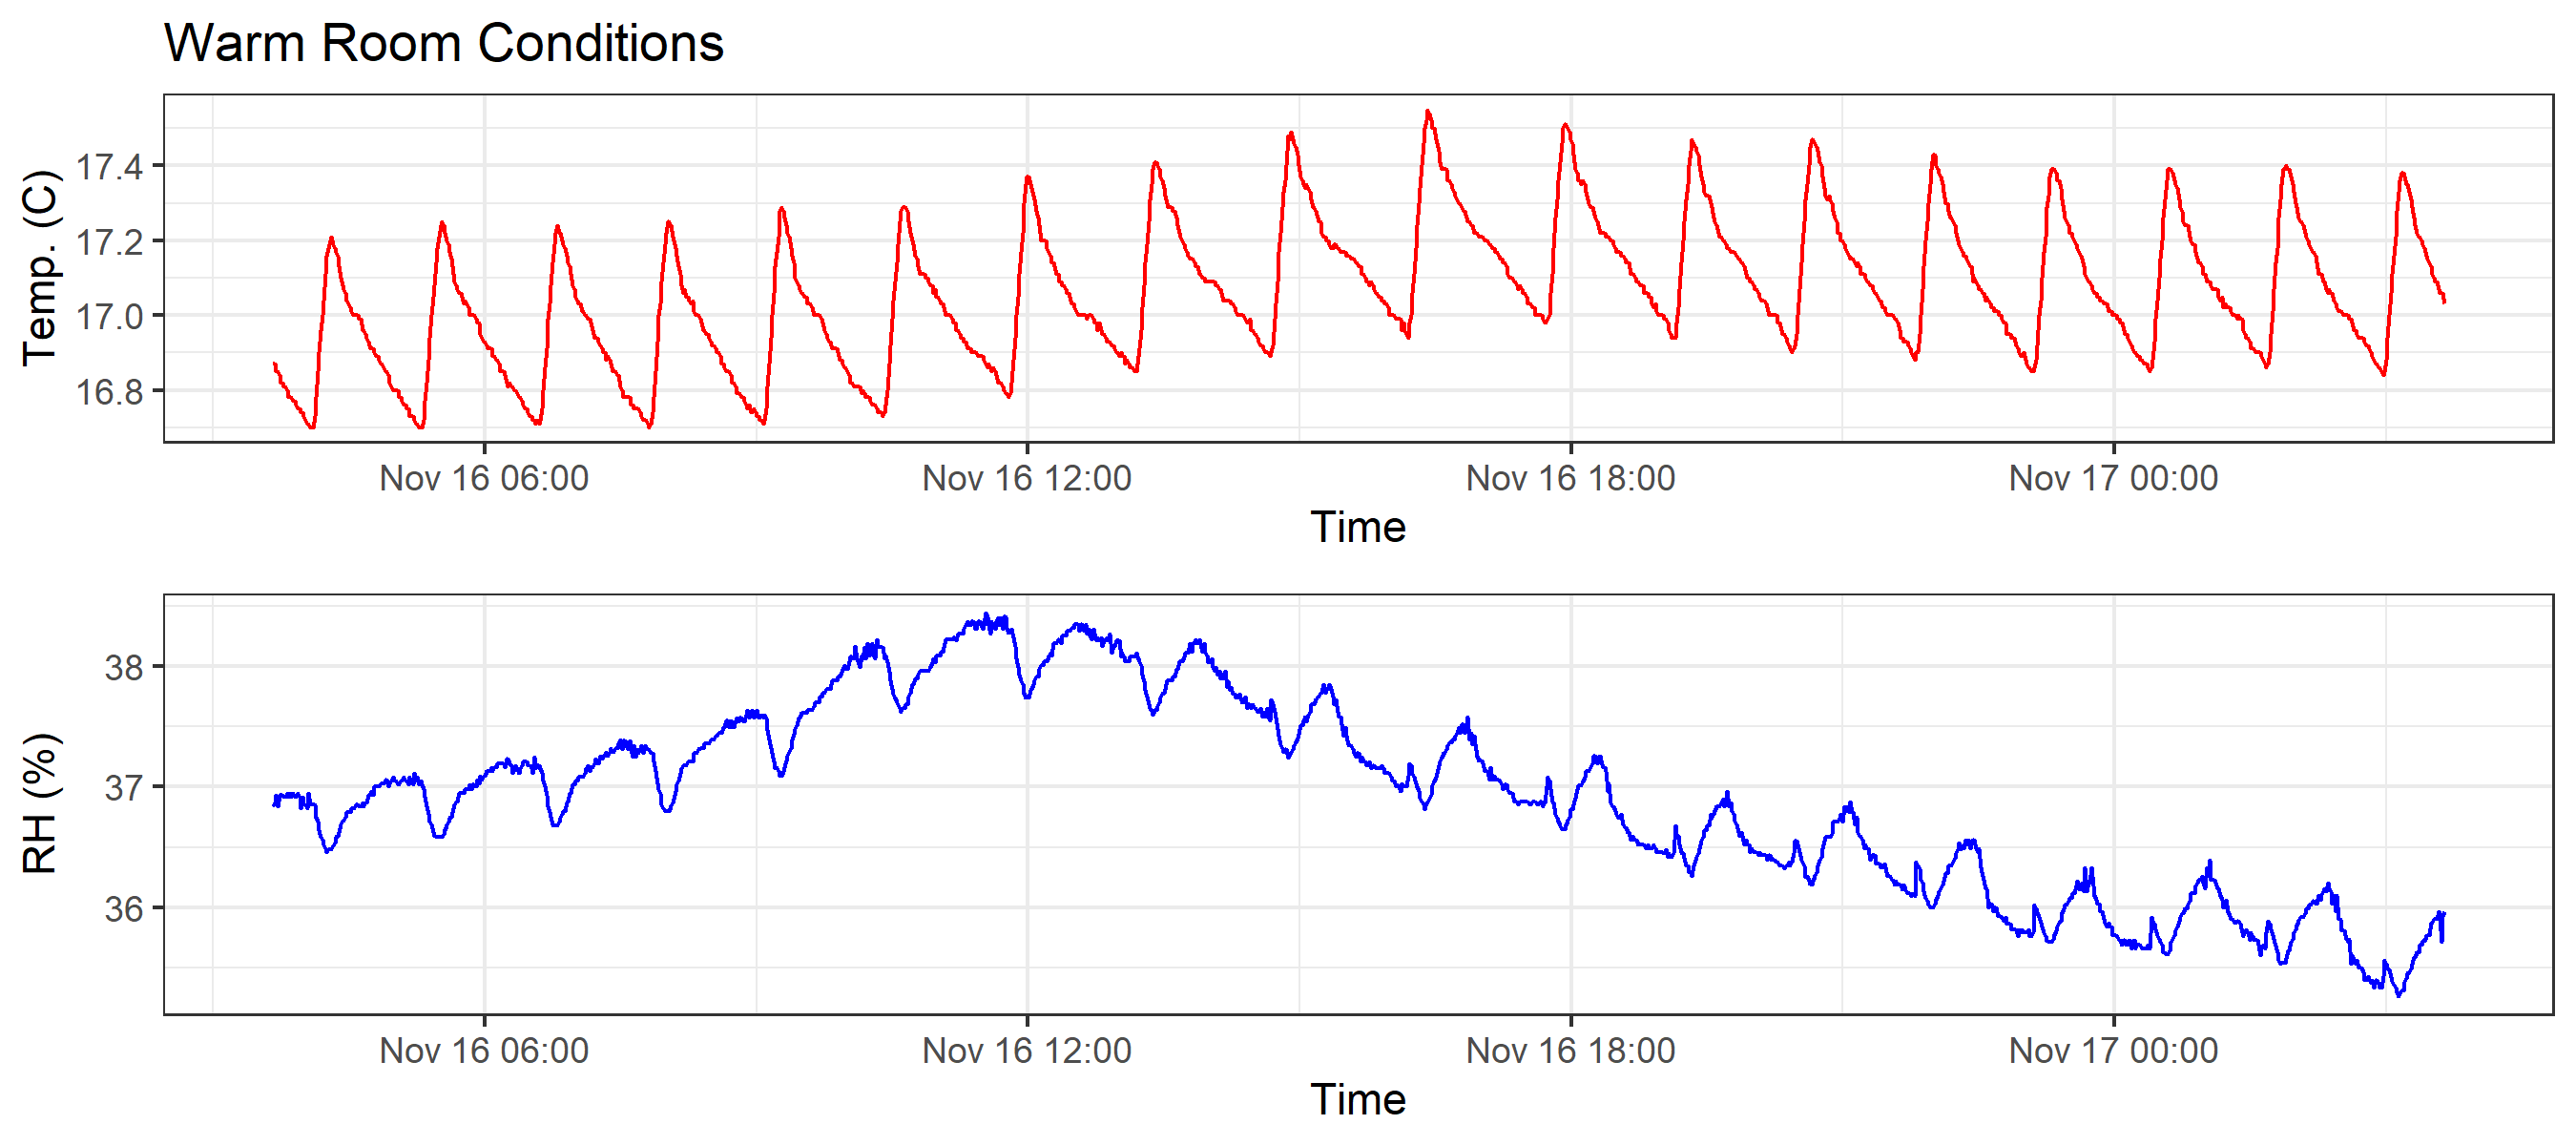 Warm Room Conditions
Temp. (C)
17.4
17.2
17.0
16.8
Nov 16 06:00 Nov 16 12:00 Nov 16 18:00 Nov 17 00:00
Time
RH (%)
38
37
36
Nov 16 06:00 Nov 16 12:00 Nov 16 18:00 Nov 17 00:00
Time